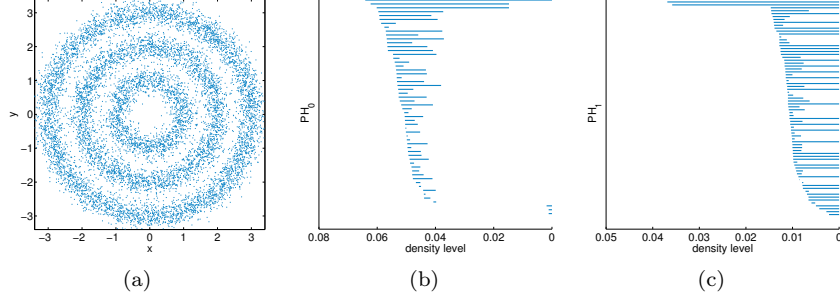 3
2
1
0
−1
−2
−3
y
−3 −2 −1 0 1 2 3
x
(a)
PH0
0.08 0.06 0.04 0.02 0
density level
(b)
PH1
0.05 0.04 0.03 0.02 0.01 0
density level
(c)